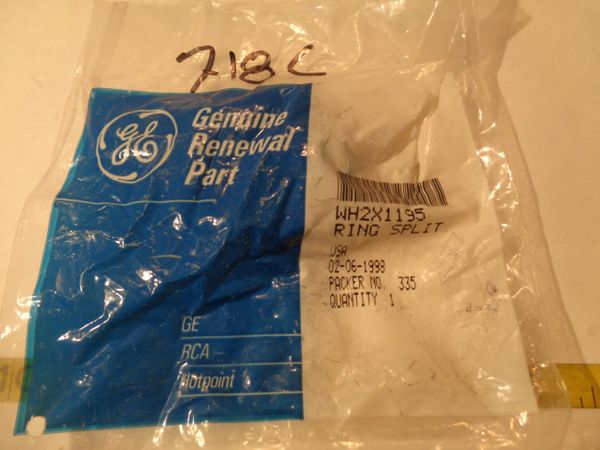 718C
GE
Genuine
Renewal
Part
WH2X1195
RING SPLIT
USA
02-06-1998
PACKER NO. 335
QUANTITY 1
GE
RCA
Hotpoint